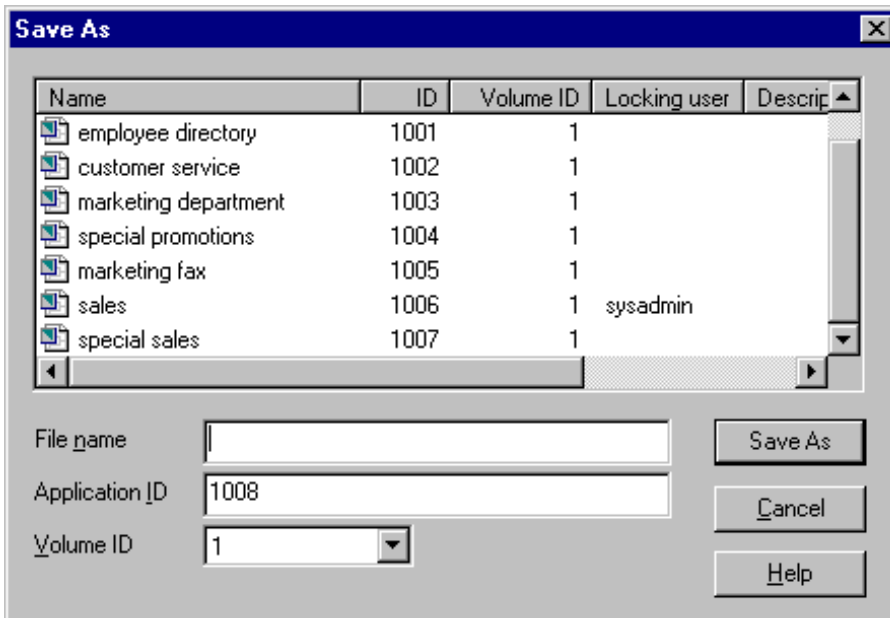 Save As
Name ID Volume ID Locking user Descrip
employee directory 1001 1
customer service 1002 1
marketing department 1003 1
special promotions 1004 1
marketing fax 1005 1
sales 1006 1 sysadmin
special sales 1007 1
File name Save As
Application ID 1008
Cancel
Volume ID 1
Help